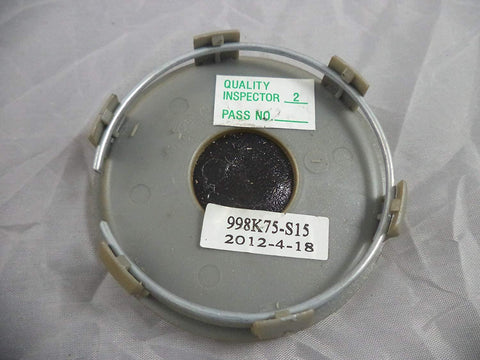 QUALITY
INSPECTOR 2
PASS NO.
998K75-S15
2012-4-18